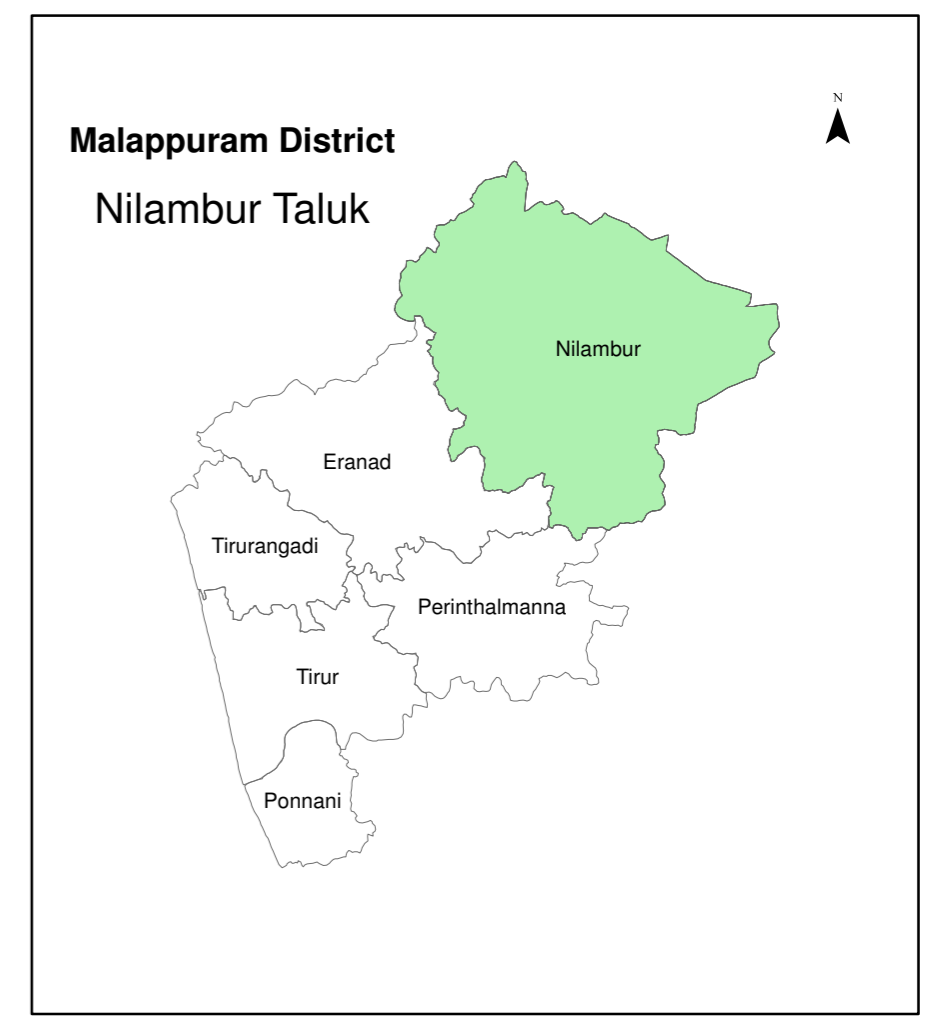 N
Malappuram District
Nilambur Taluk
Nilambur
Eranad
Tirurangadi
Perinthalmanna
Tirur
Ponnani